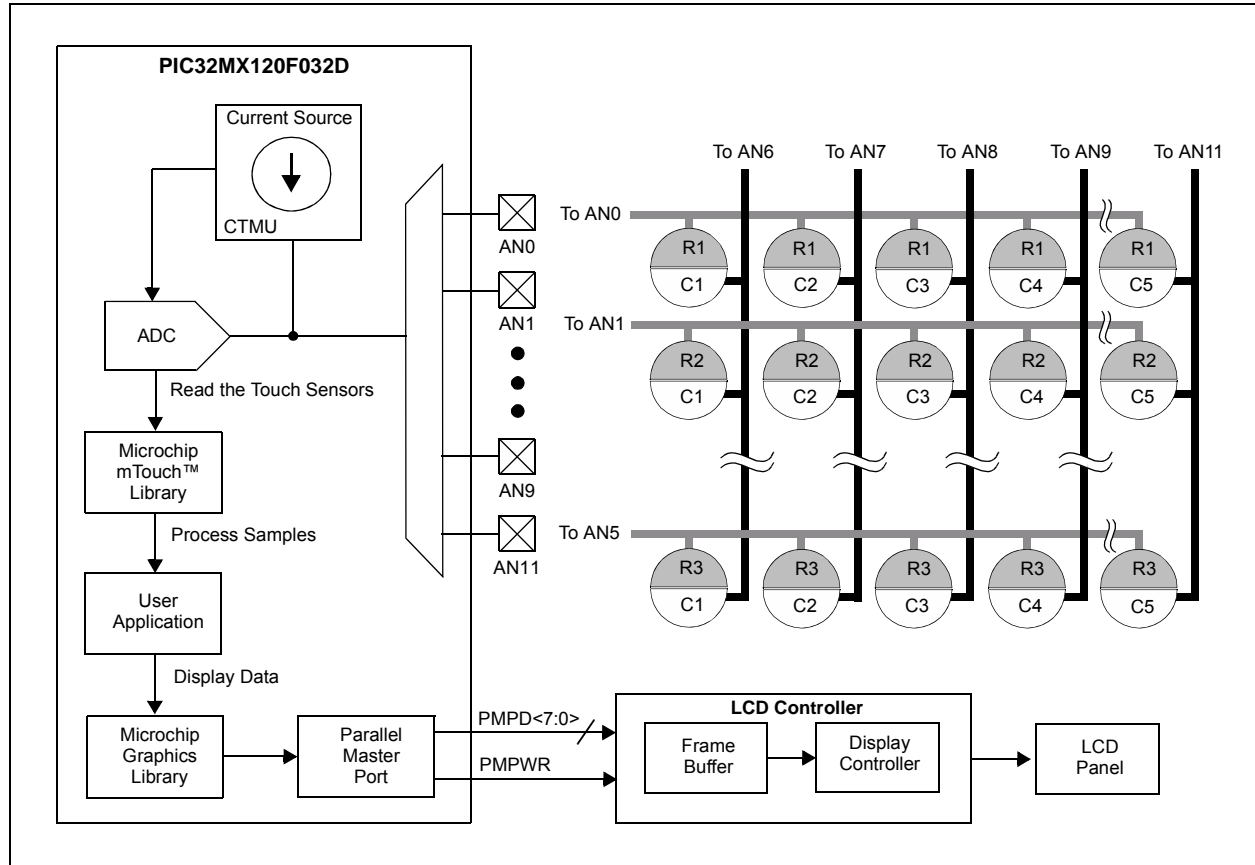 PIC32MX120F032D
Current Source
CTMU
ADC
Read the Touch Sensors
Microchip
mTouch™
Library
Process Samples
User
Application
Display Data
Microchip
Graphics
Library
Parallel
Master
Port
AN0
AN1
AN9
AN11
To AN6 To AN7 To AN8 To AN9 To AN11
To AN0
R1 R1 R1 R1 R1
C1 C2 C3 C4 C5
To AN1
R2 R2 R2 R2 R2
C1 C2 C3 C4 C5
To AN5
R3 R3 R3 R3 R3
C1 C2 C3 C4 C5
PMPD<7:0>
PMPWR
LCD Controller
Frame
Buffer
Display
Controller
LCD
Panel